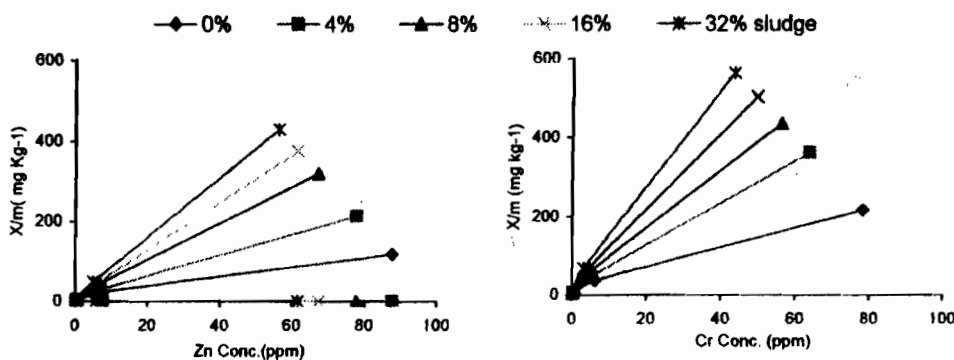 0% 4% 8% 16% 32% sludge
600
400
200
0
X/m( mg Kg-1)
0 20 40 60 80 100
Zn Conc.(ppm)
600
400
200
0
X/m (mg kg-1)
0 20 40 60 80 100
Cr Conc. (ppm)